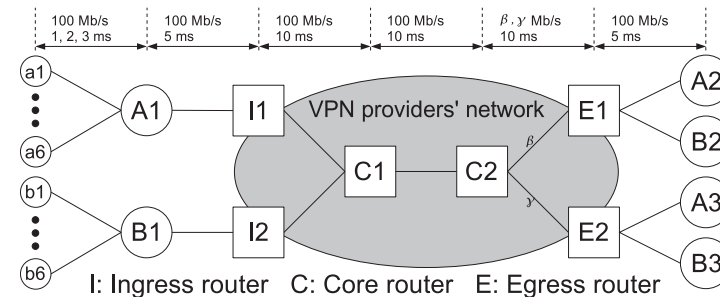 100 Mb/s 100 Mb/s 100 Mb/s 100 Mb/s β, γ Mb/s 100 Mb/s
1, 2, 3 ms 5 ms 10 ms 10 ms 10 ms 5 ms
a1
a6
b1
b6
A1
B1
I1
I2
VPN providers' network
C1
C2
β
γ
E1
E2
A2
B2
A3
B3
I: Ingress router C: Core router E: Egress router